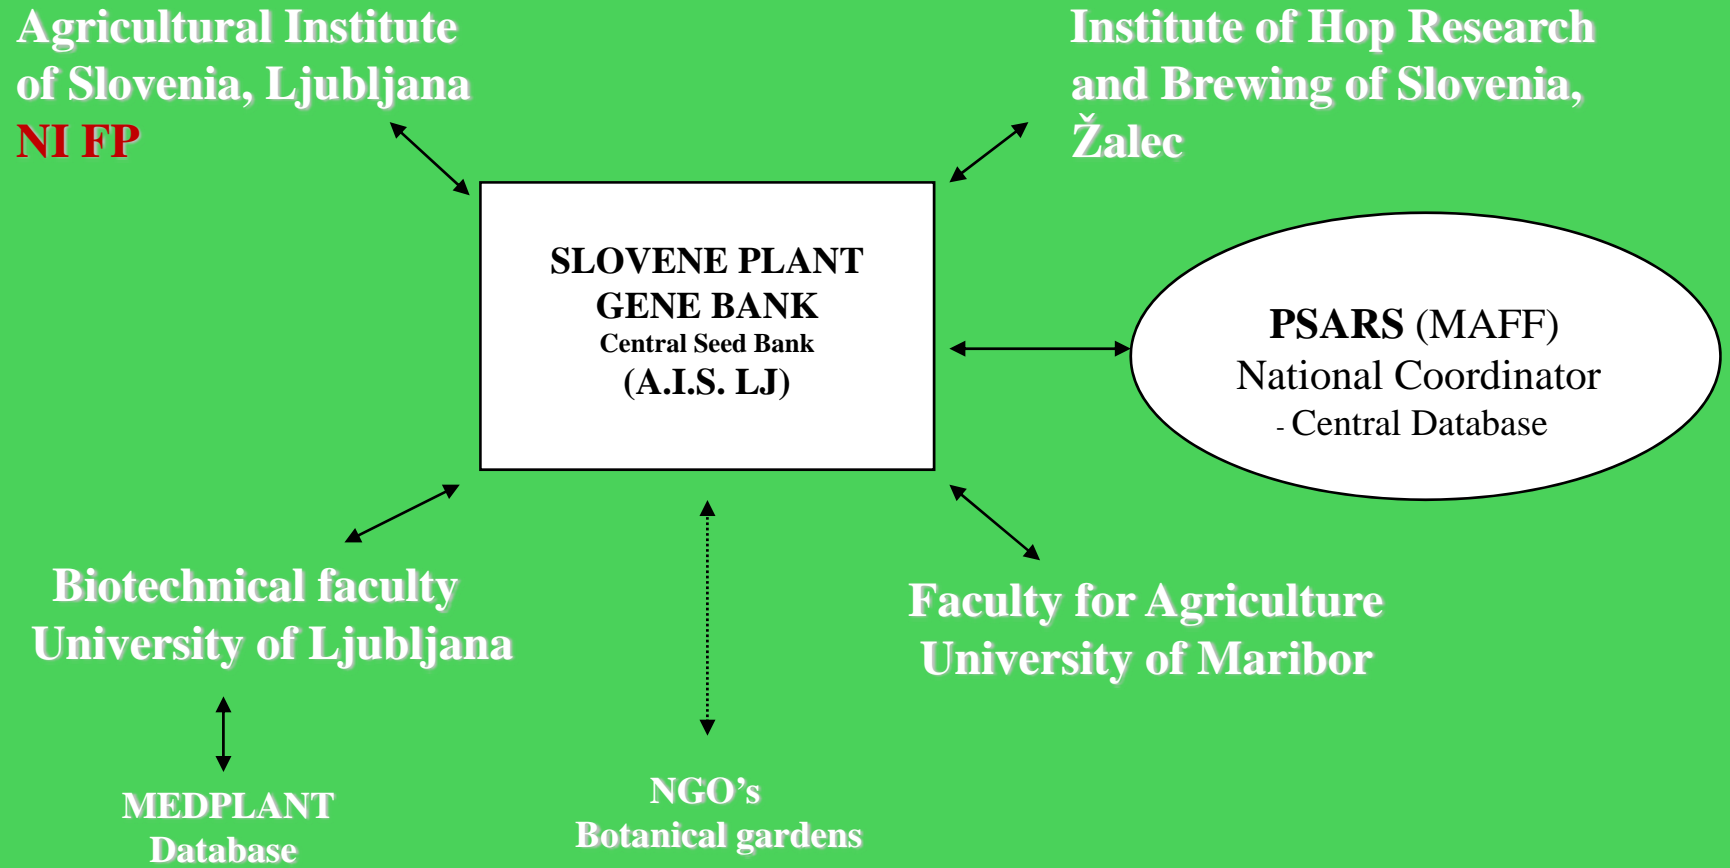 Agricultural Institute
of Slovenia, Ljubljana
NI FP
Institute of Hop Research
and Brewing of Slovenia,
Žalec
SLOVENE PLANT
GENE BANK
Central Seed Bank
(A.I.S. LJ)
PSARS (MAFF)
National Coordinator
- Central Database
Biotechnical faculty
University of Ljubljana
Faculty for Agriculture
University of Maribor
MEDPLANT
Database
NGO’s
Botanical gardens